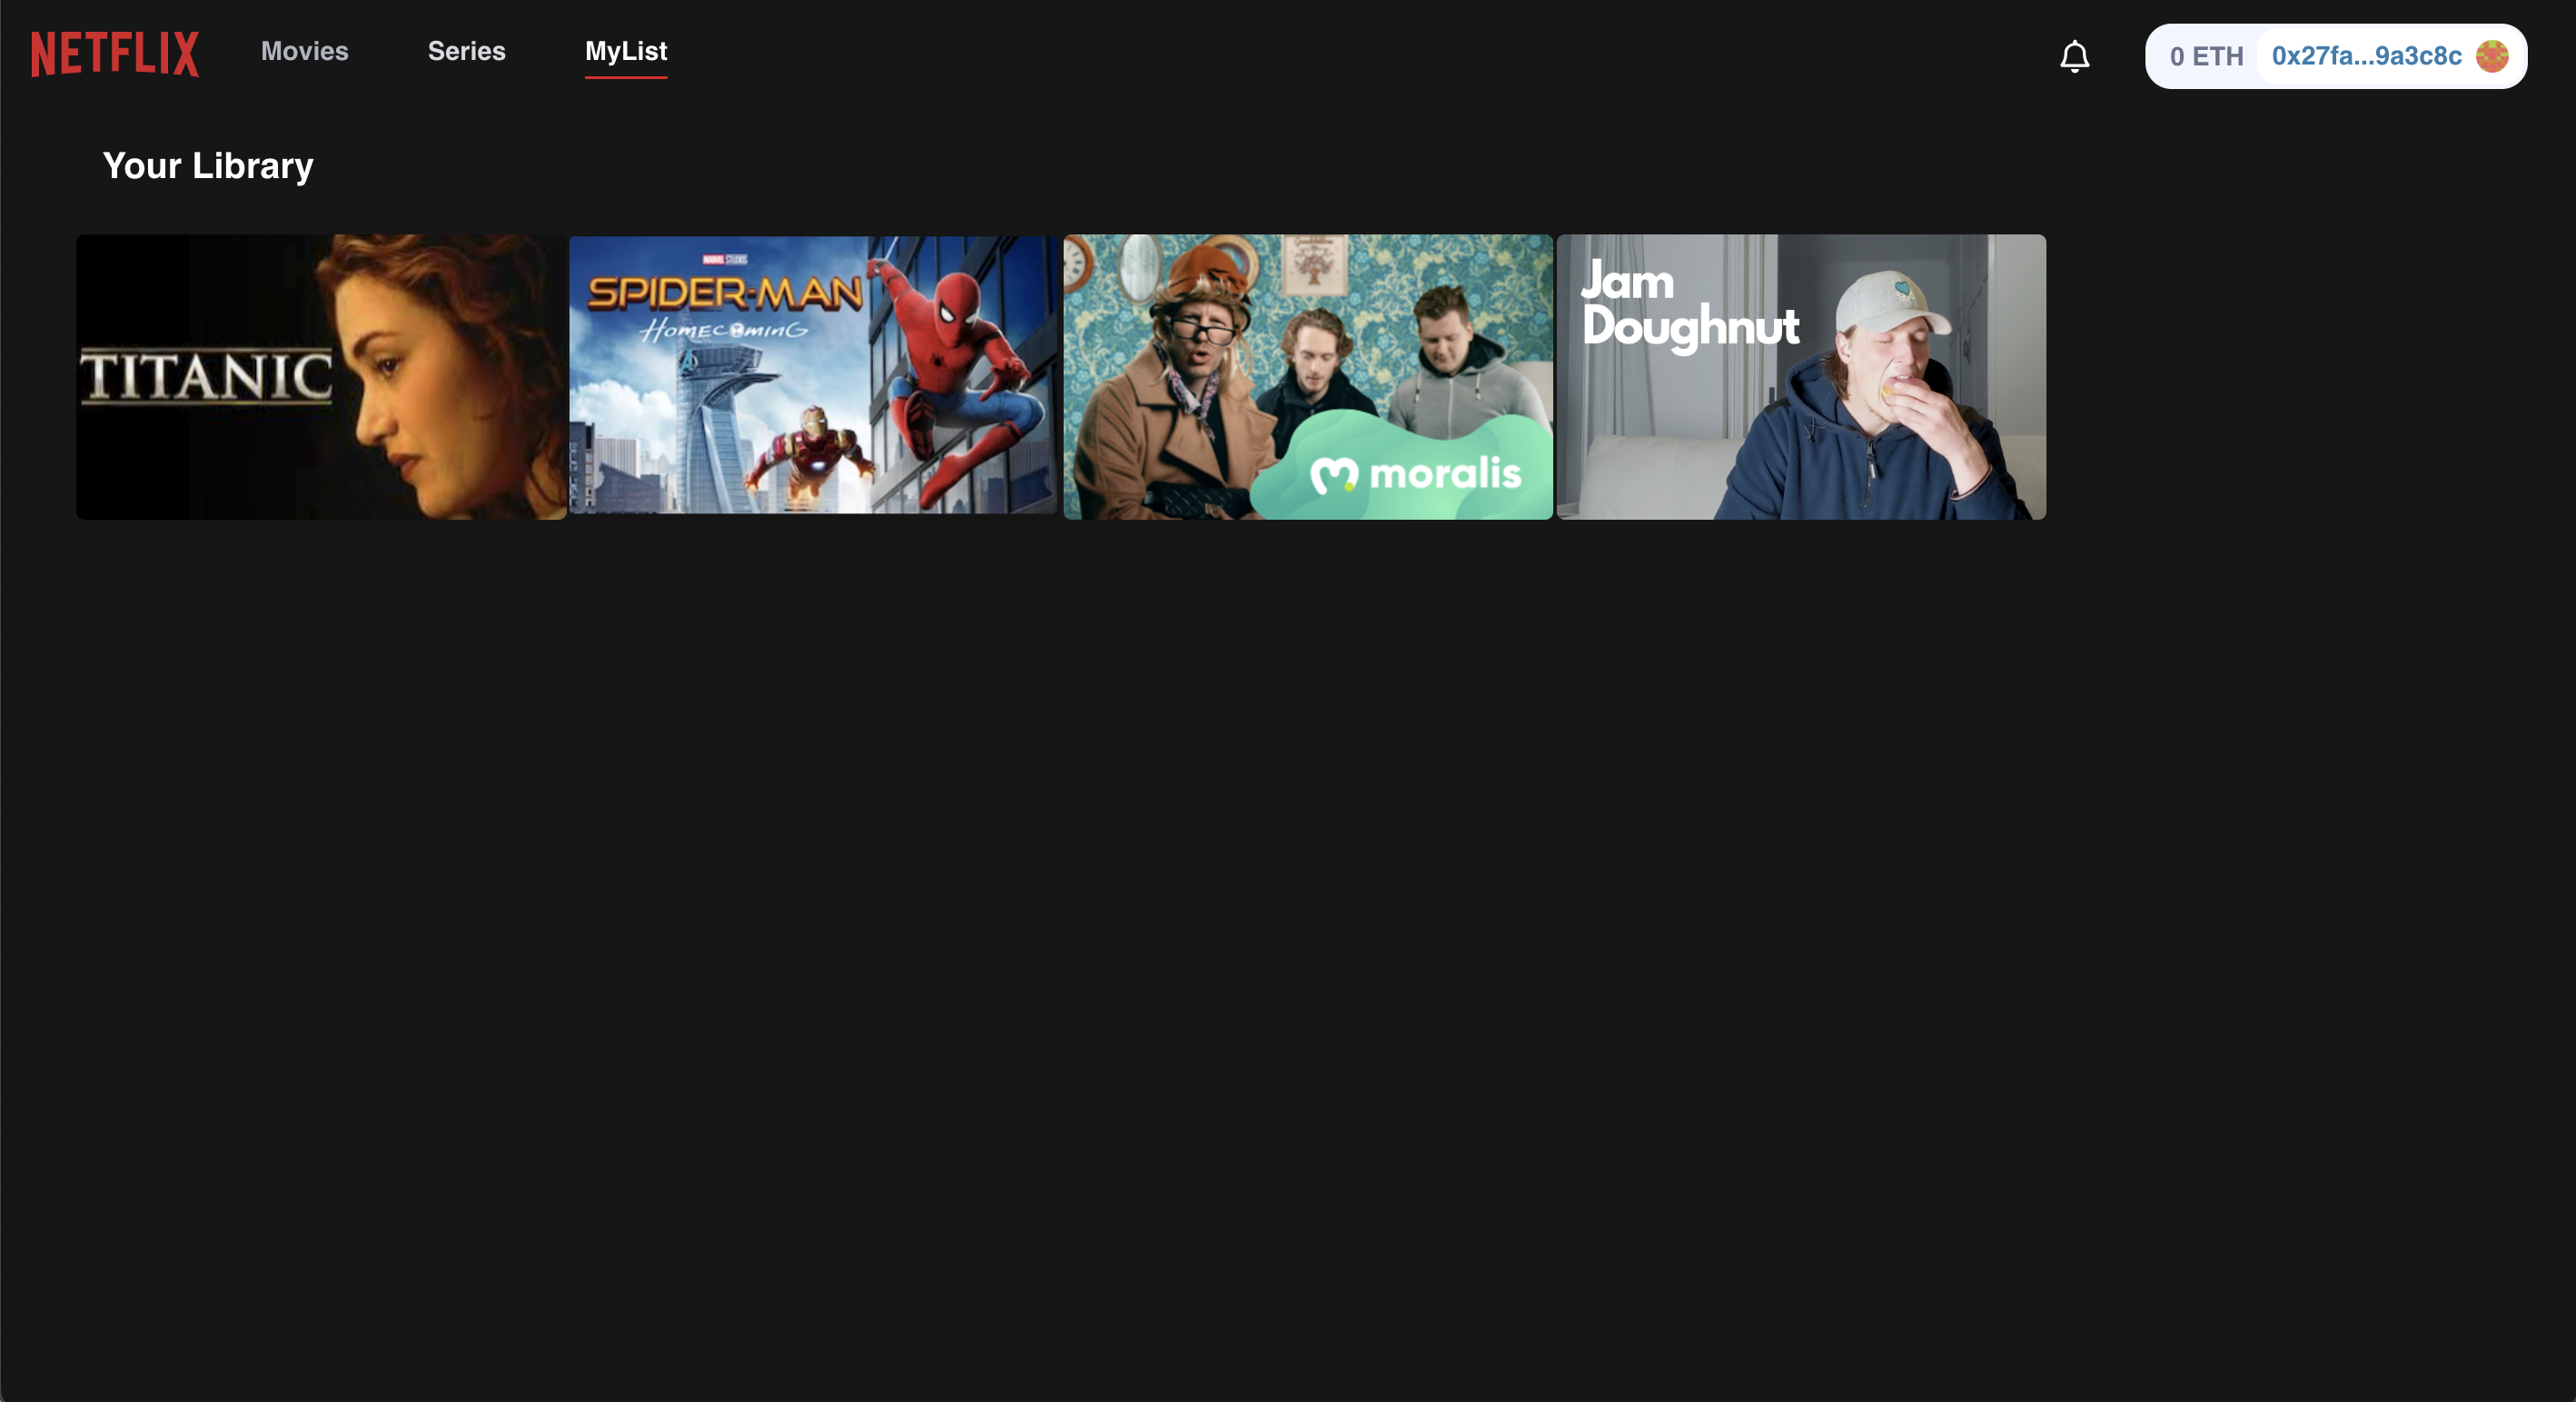 NETFLIX
Movies
Series
MyList
0 ETH
0x27fa...9a3c8c
Your Library
TITANIC
MARVEL STUDIOS
SPIDER-MAN
HOMECOMING
moralis
Jam
Doughnut